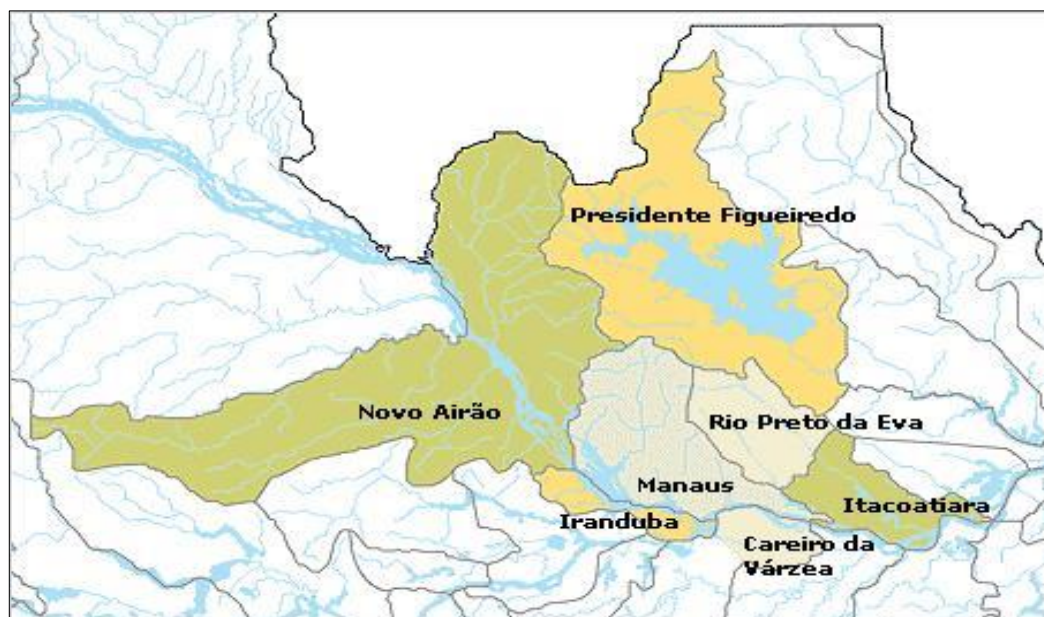 Presidente Figueiredo
Novo Airão
Rio Preto da Eva
Manaus
Itacoatiara
Iranduba
Careiro da
Várzea